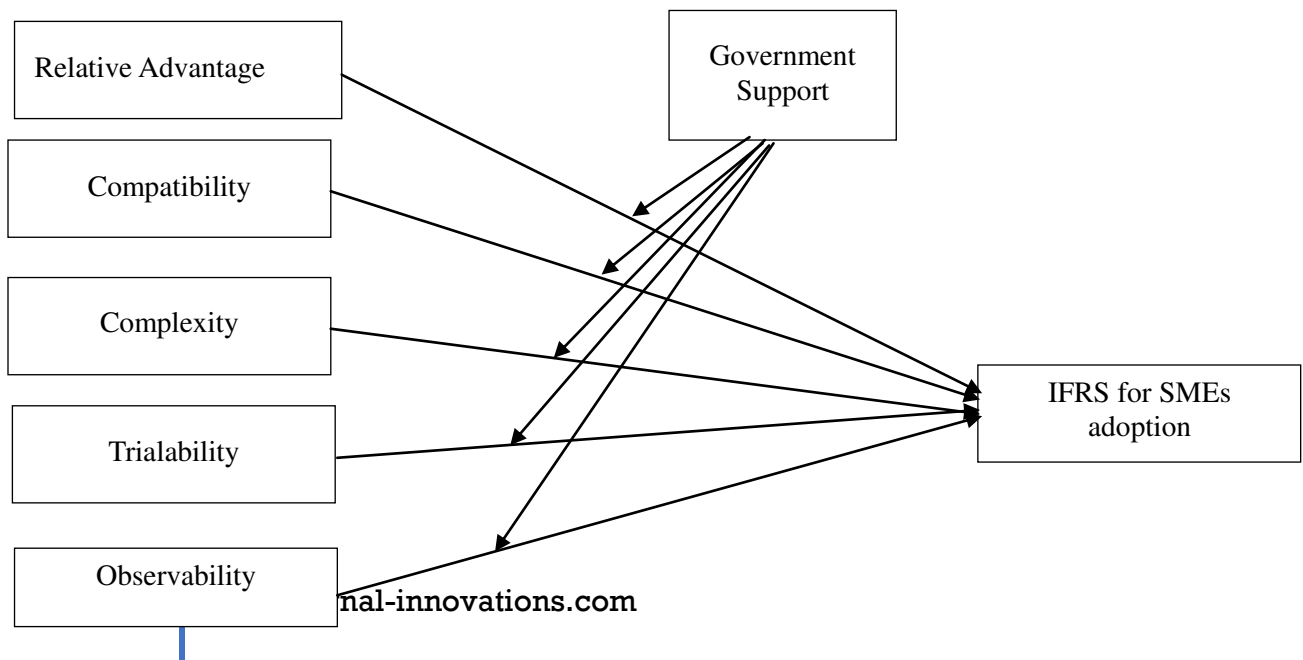 Relative Advantage
Government
Support
Compatibility
Complexity
IFRS for SMEs
adoption
Trialability
Observability
nal-innovations.com